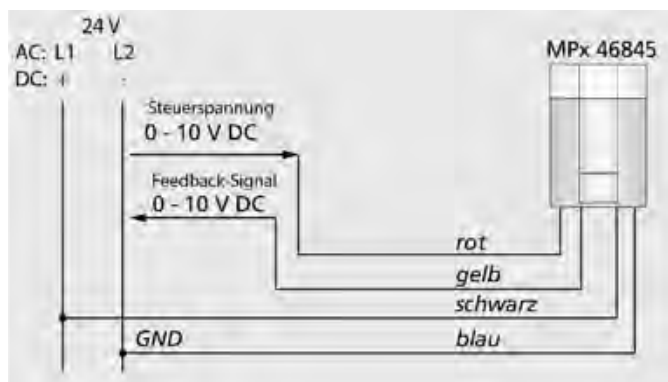 24 V
AC: L1 L2
DC: + -
MPx 46845
Steuerspannung
0 - 10 V DC
Feedback-Signal
0 - 10 V DC
rot
gelb
schwarz
GND
blau